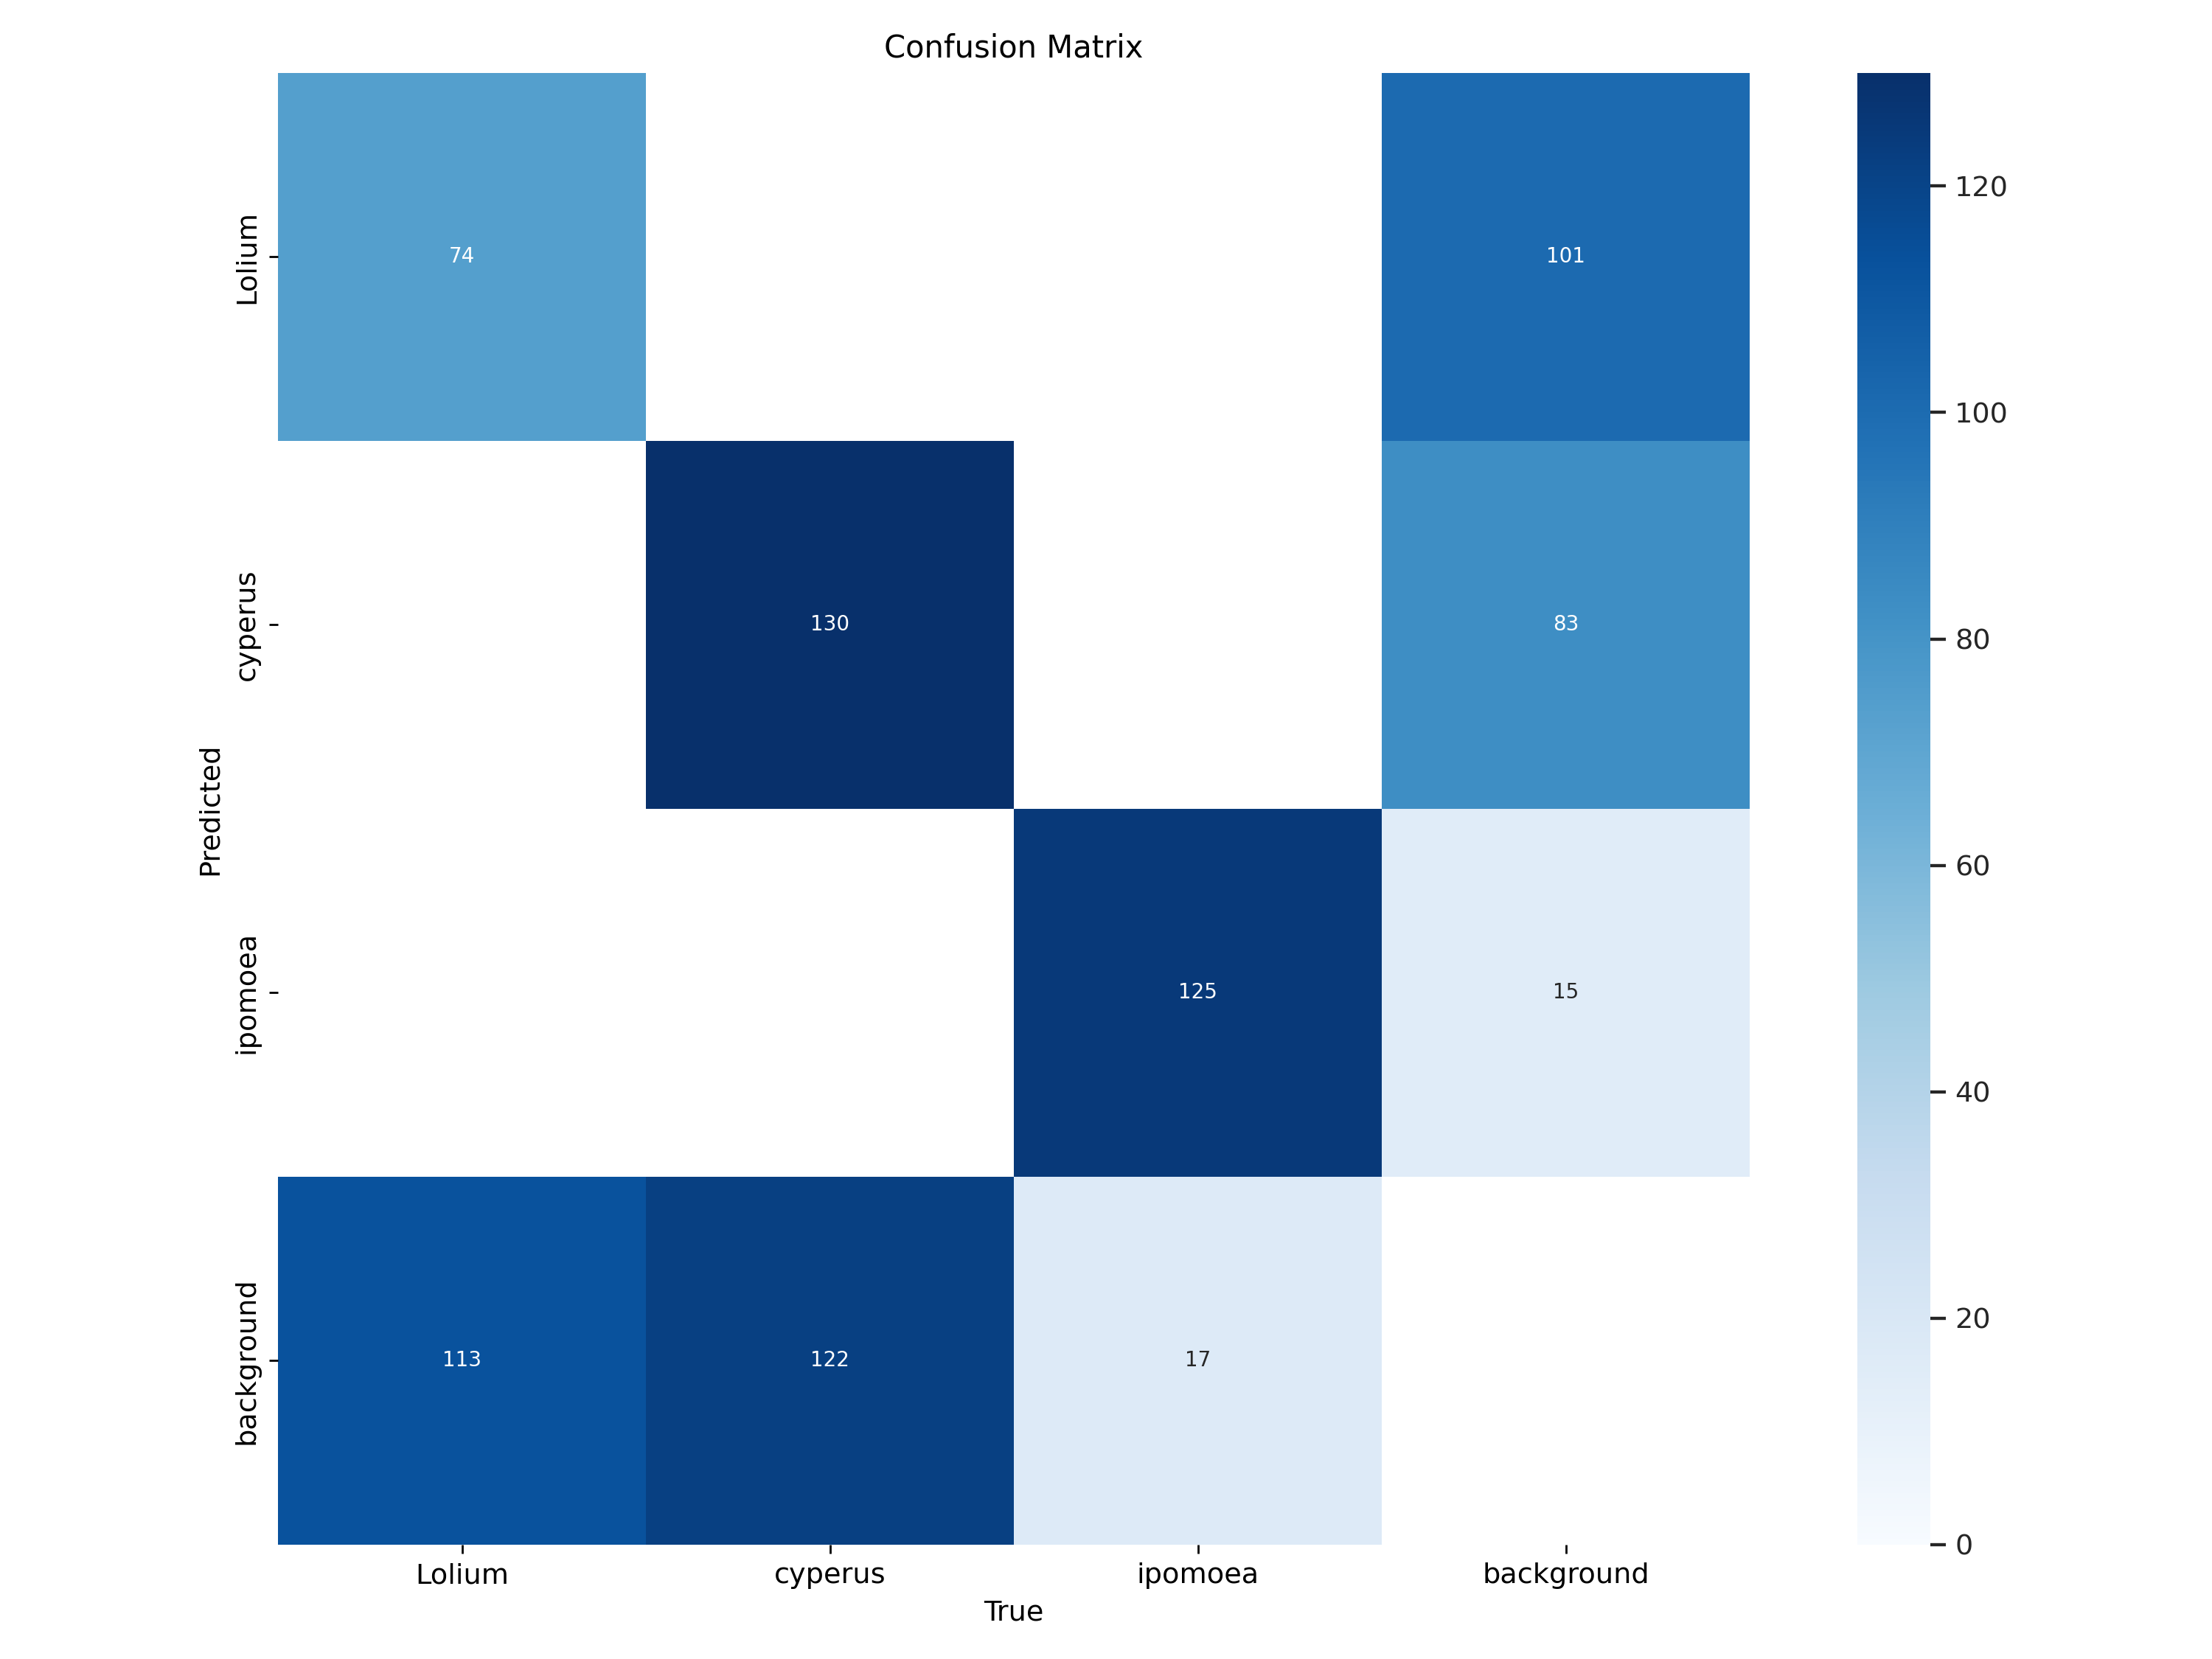 Confusion Matrix
Lolium
74
101
cyperus
130
83
ipomoea
125
15
background
113
122
17
Predicted
Lolium
cyperus
ipomoea
background
True
120
100
80
60
40
20
0